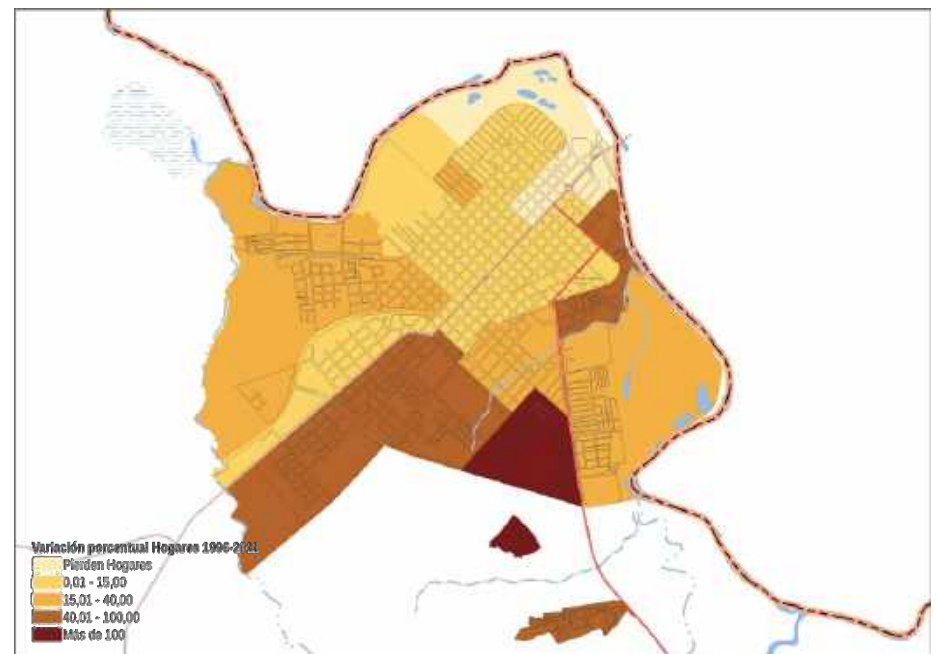 Variación porcentual Hogares 1996-2011
Pierden Hogares
0,01 - 15,00
15,01 - 40,00
40,01 - 100,00
Más de 100